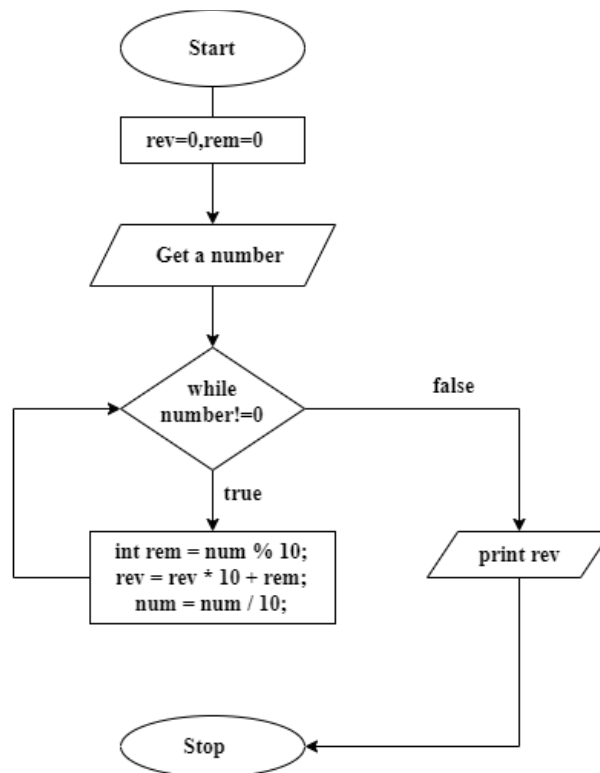 Start
rev=0,rem=0
Get a number
while
number!=0
false
true
int rem = num % 10;
rev = rev * 10 + rem;
num = num / 10;
print rev
Stop